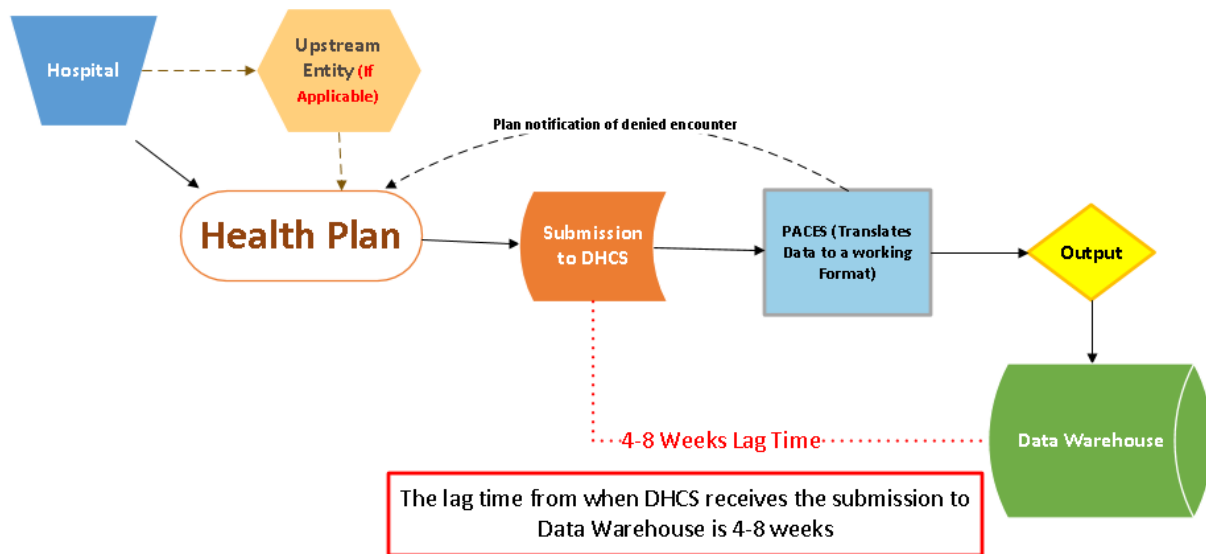 Hospital
Upstream
Entity (If
Applicable)
Plan notification of denied encounter
Health Plan
Submission
to DHCS
PACES (Translates
Data to a working
Format)
Output
4-8 Weeks Lag Time
Data Warehouse
The lag time from when DHCS receives the submission to
Data Warehouse is 4-8 weeks